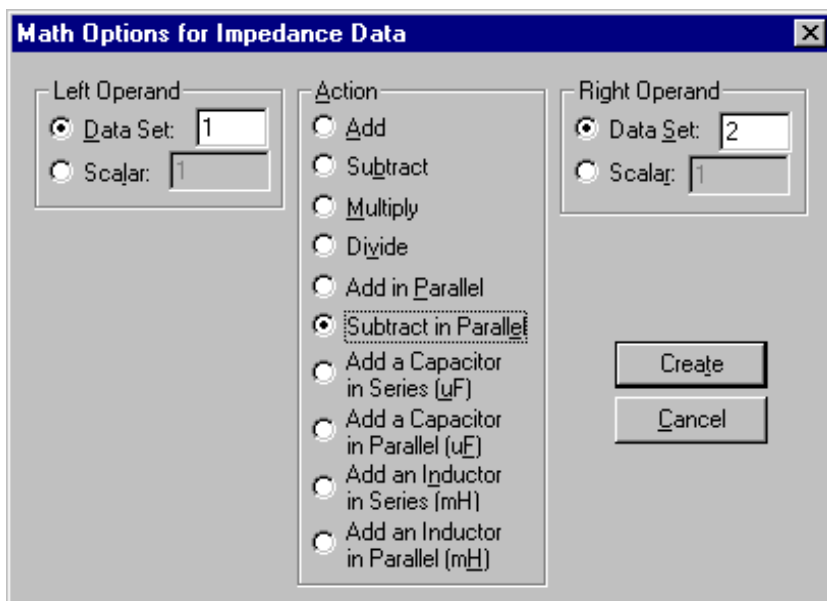 Math Options for Impedance Data
Left Operand
Data Set: 1
Scalar: 1
Action
Add
Subtract
Multiply
Divide
Add in Parallel
Subtract in Parallel
Add a Capacitor
in Series (uF)
Add a Capacitor
in Parallel (uF)
Add an Inductor
in Series (mH)
Add an Inductor
in Parallel (mH)
Right Operand
Data Set: 2
Scalar: 1
Create
Cancel